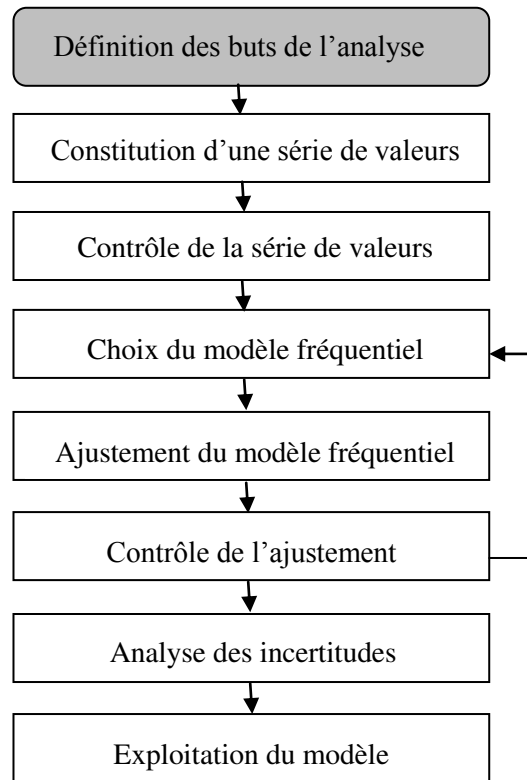 Définition des buts de l’analyse
Constitution d’une série de valeurs
Contrôle de la série de valeurs
Choix du modèle fréquentiel
Ajustement du modèle fréquentiel
Contrôle de l’ajustement
Analyse des incertitudes
Exploitation du modèle